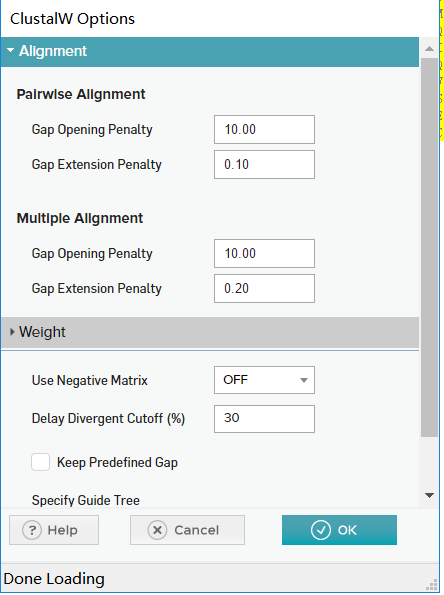 ClustalW Options
Alignment
Pairwise Alignment
Gap Opening Penalty 10.00
Gap Extension Penalty 0.10
Multiple Alignment
Gap Opening Penalty 10.00
Gap Extension Penalty 0.20
Weight
Use Negative Matrix OFF
Delay Divergent Cutoff (%) 30
Keep Predefined Gap
Specify Guide Tree
? Help Cancel OK
Done Loading